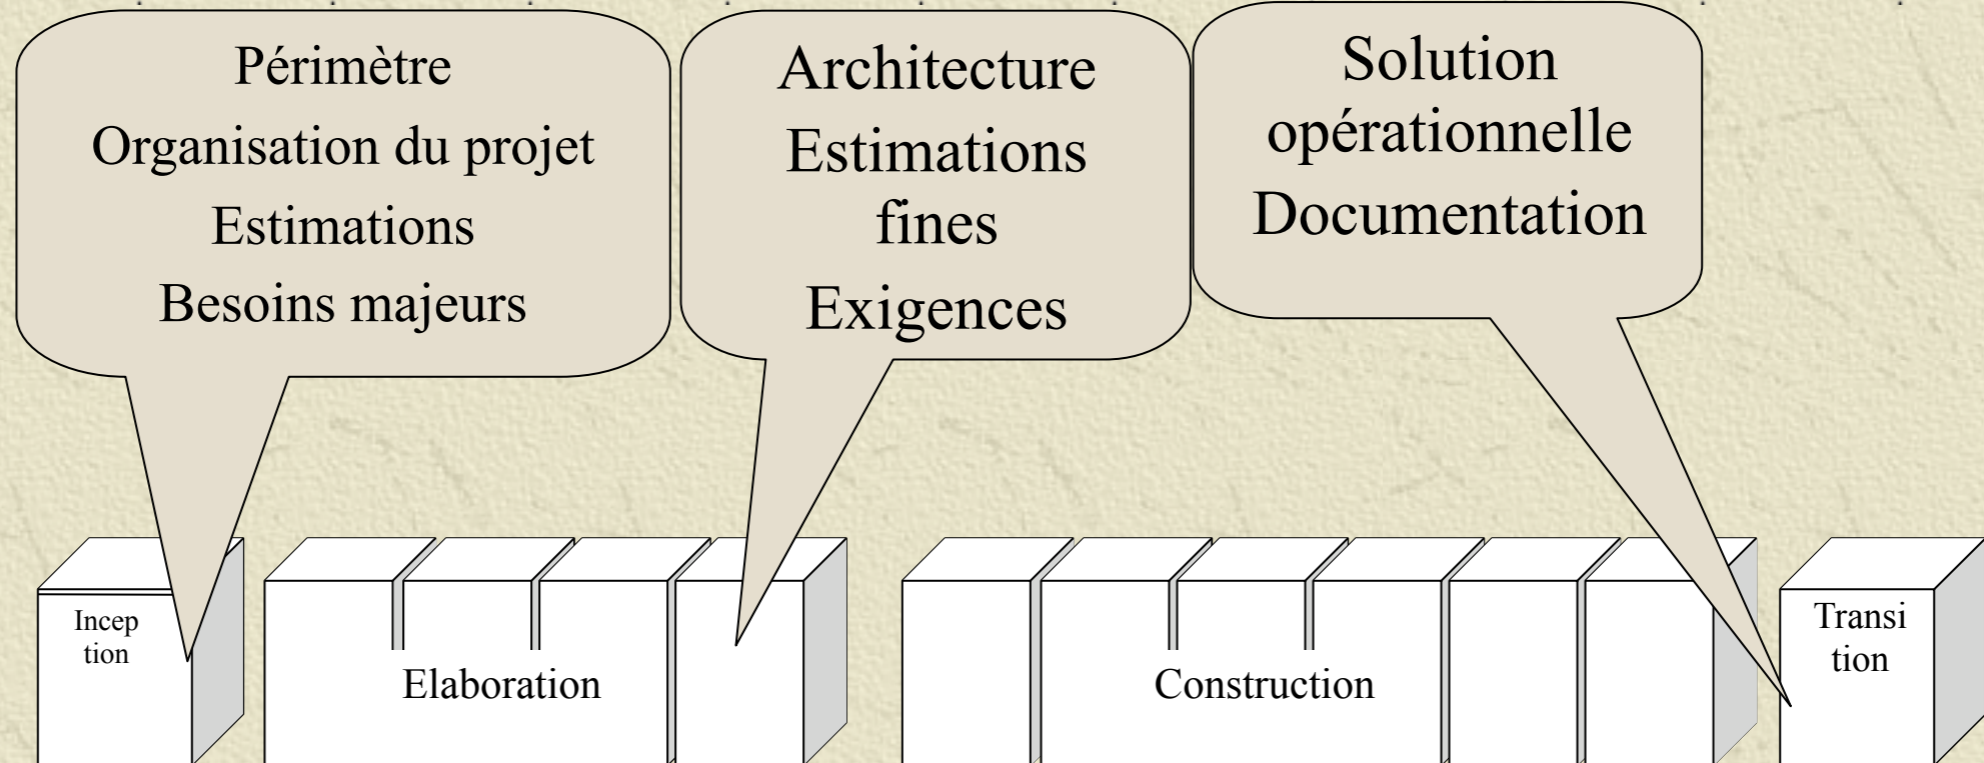 Périmètre
Organisation du projet
Estimations
Besoins majeurs
Architecture
Estimations
fines
Exigences
Solution
opérationnelle
Documentation
Incep
tion
Elaboration
Construction
Transi
tion